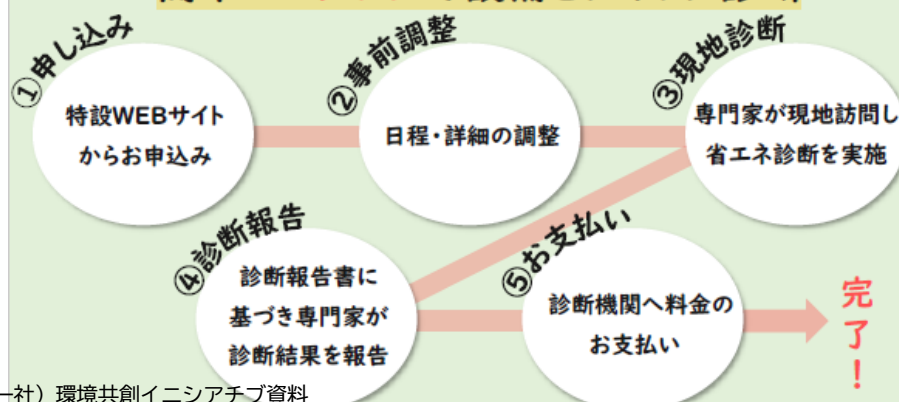 ①申し込み
特設WEBサイト
からお申込み
②事前調整
日程・詳細の調整
③現地診断
専門家が現地訪問し
省エネ診断を実施
④診断報告
診断報告書に
基づき専門家が
診断結果を報告
⑤お支払い
診断機関へ料金の
お支払い
完了!
一社)環境共創イニシアチブ資料